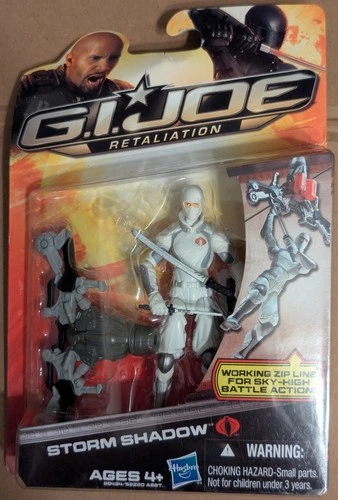 G.I.JOE
RETALIATION
WORKING ZIP LINE
FOR SKY-HIGH
BATTLE ACTION!
STORM SHADOW
AGES 4+
Hasbro
WARNING:
CHOKING HAZARD-Small parts.
Not for children under 3 years.